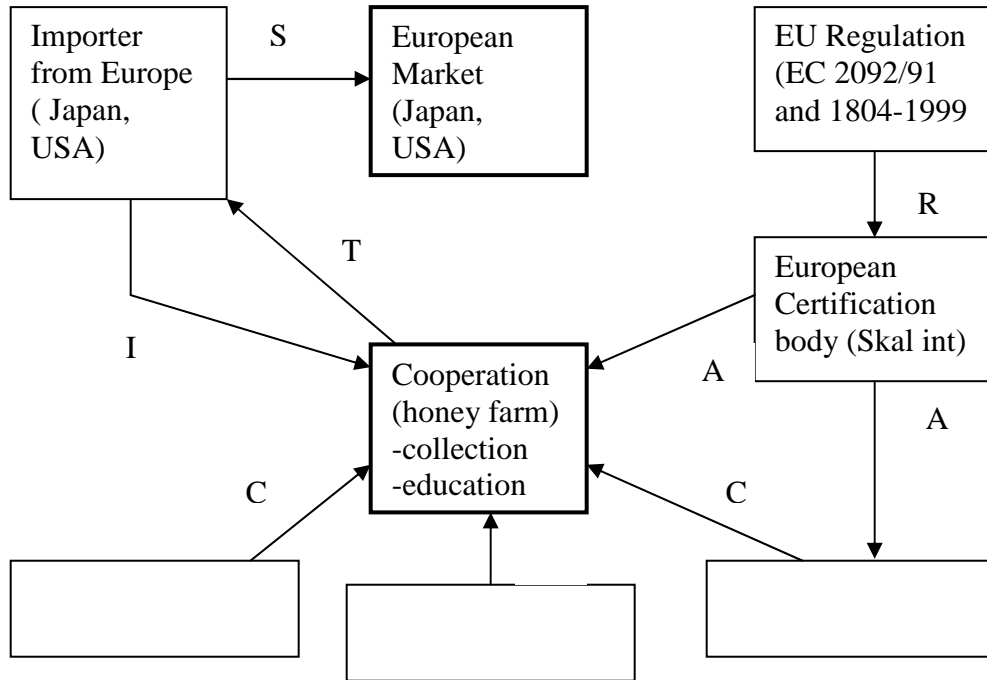 Importer
from Europe
( Japan,
USA)
S
European
Market
(Japan,
USA)
EU Regulation
(EC 2092/91
and 1804-1999
R
T
I
European
Certification
body (Skal int)
A
A
Cooperation
(honey farm)
-collection
-education
C
C